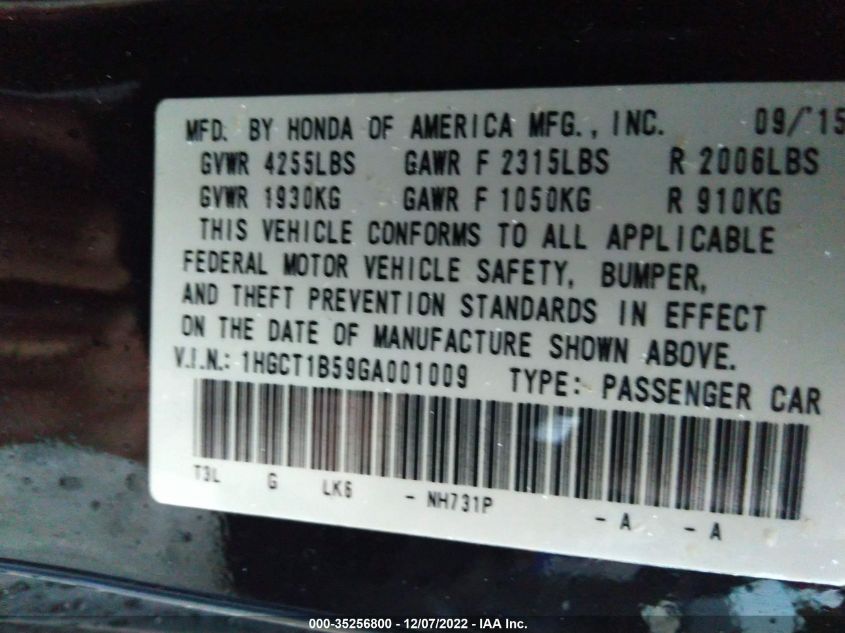 MFD. BY HONDA OF AMERICA MFG., INC. 09/15
GVWR 4255LBS GAWR F 2315LBS R 2006LBS
GVWR 1930KG GAWR F 1050KG R 910KG
THIS VEHICLE CONFORMS TO ALL APPLICABLE
FEDERAL MOTOR VEHICLE SAFETY, BUMPER,
AND THEFT PREVENTION STANDARDS IN EFFECT
ON THE DATE OF MANUFACTURE SHOWN ABOVE.
V.I.N.: 1HGCT1B59GA001009 TYPE: PASSENGER CAR
T3L G LK6 - NH731P - A - A
000-35256800 - 12/07/2022 - IAA Inc.